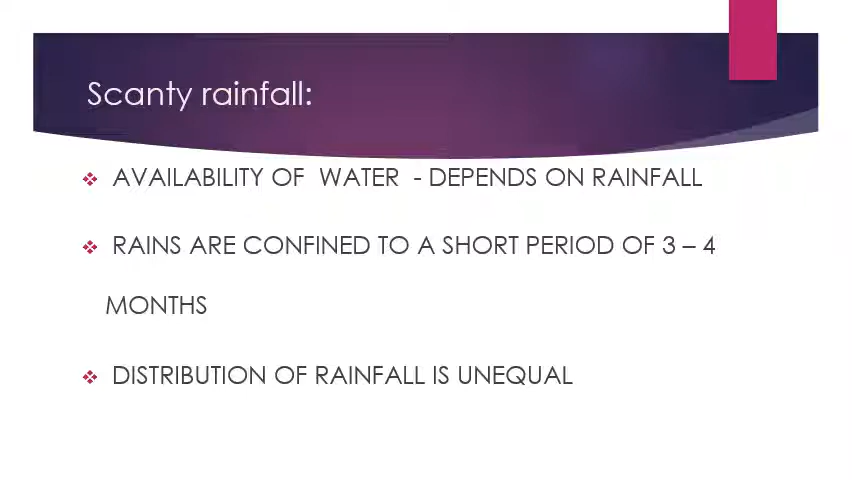 Scanty rainfall:
AVAILABILITY OF WATER - DEPENDS ON RAINFALL
RAINS ARE CONFINED TO A SHORT PERIOD OF 3 – 4
MONTHS
DISTRIBUTION OF RAINFALL IS UNEQUAL